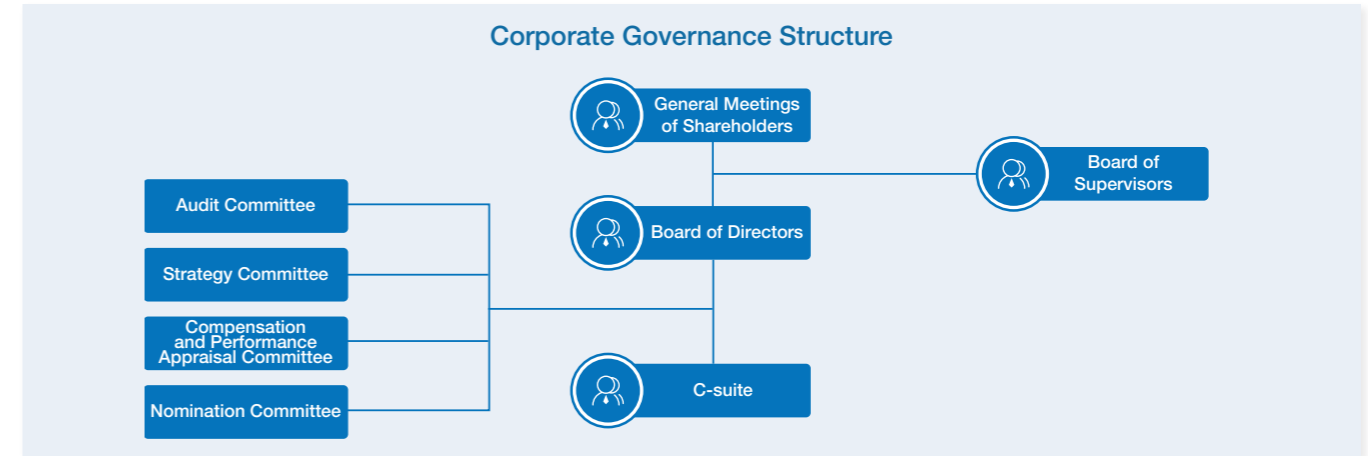 Corporate Governance Structure
General Meetings
of Shareholders
Board of
Supervisors
Audit Committee
Board of Directors
Strategy Committee
Compensation
and Performance
Appraisal Committee
C-suite
Nomination Committee